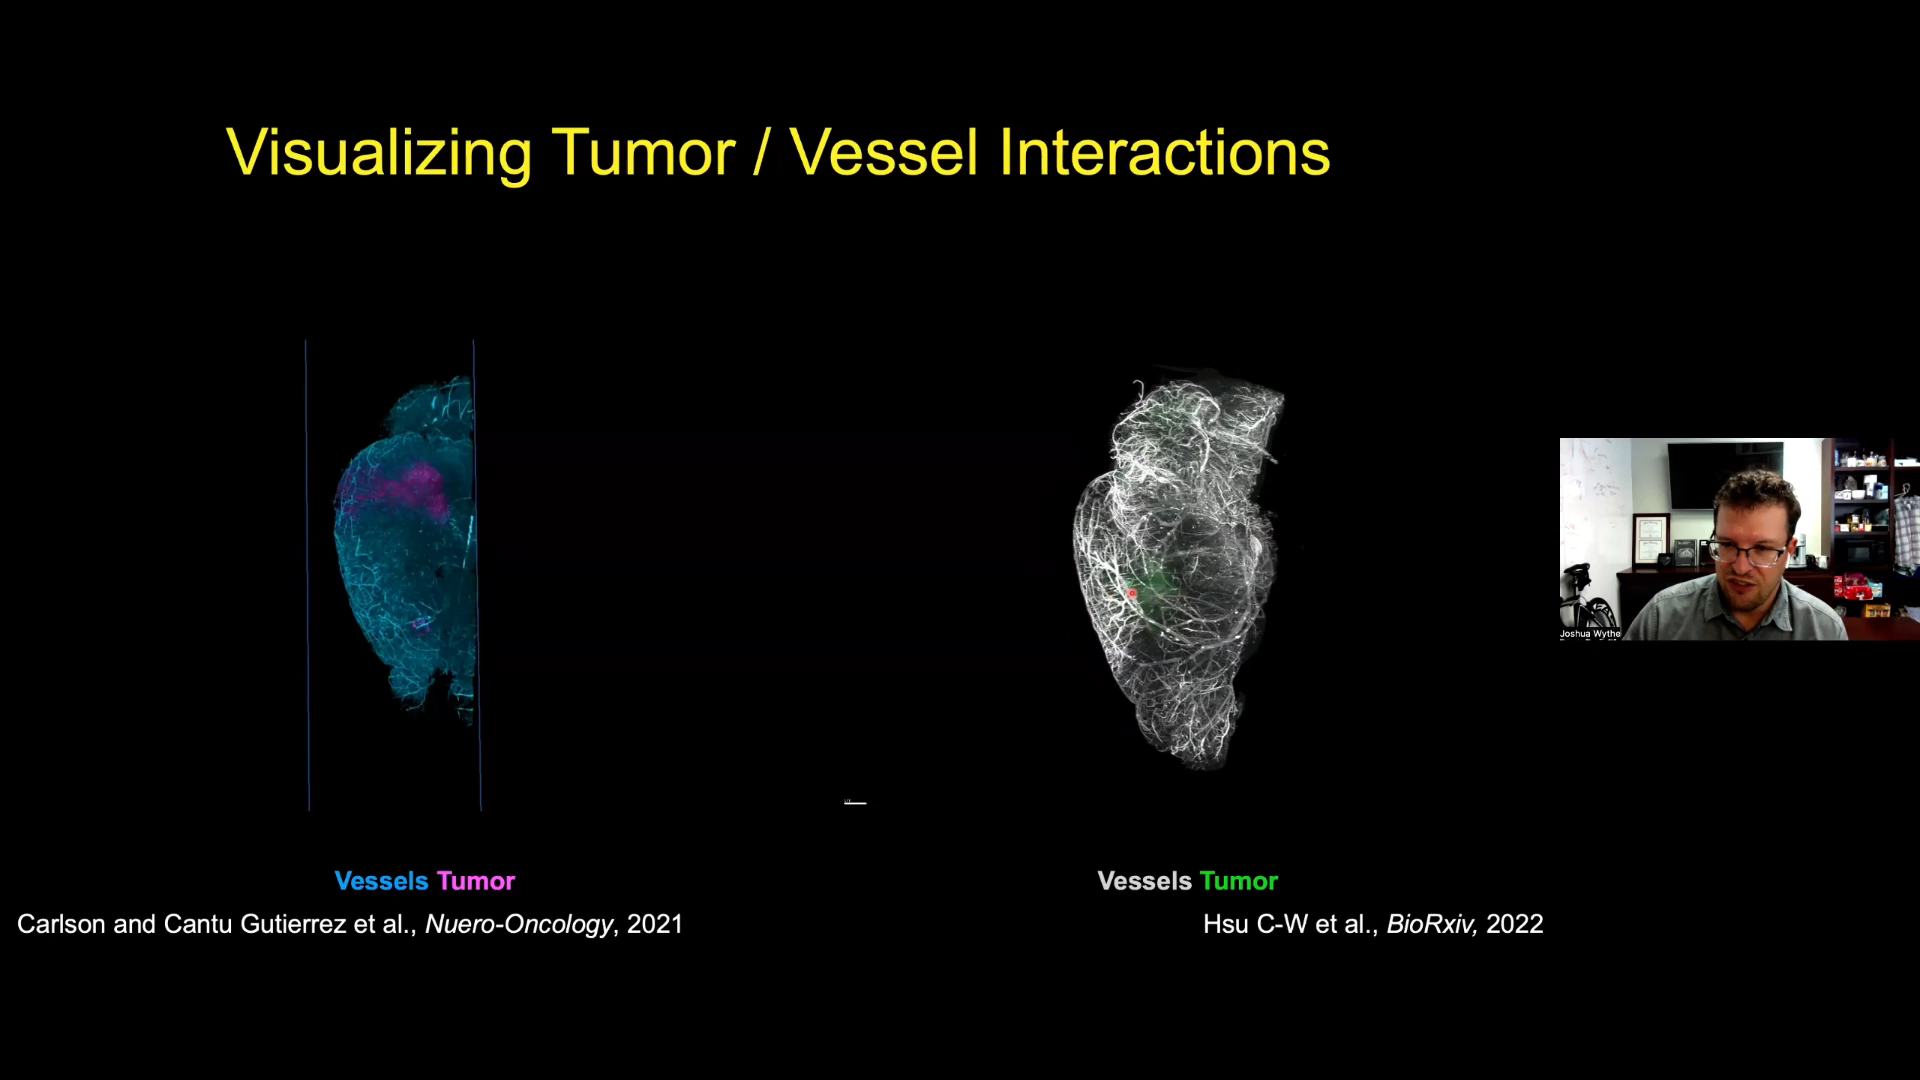 Visualizing Tumor / Vessel Interactions
Joshua Wythe
Vessels Tumor
Vessels Tumor
Carlson and Cantu Gutierrez et al., Nuero-Oncology, 2021
Hsu C-W et al., BioRxiv, 2022